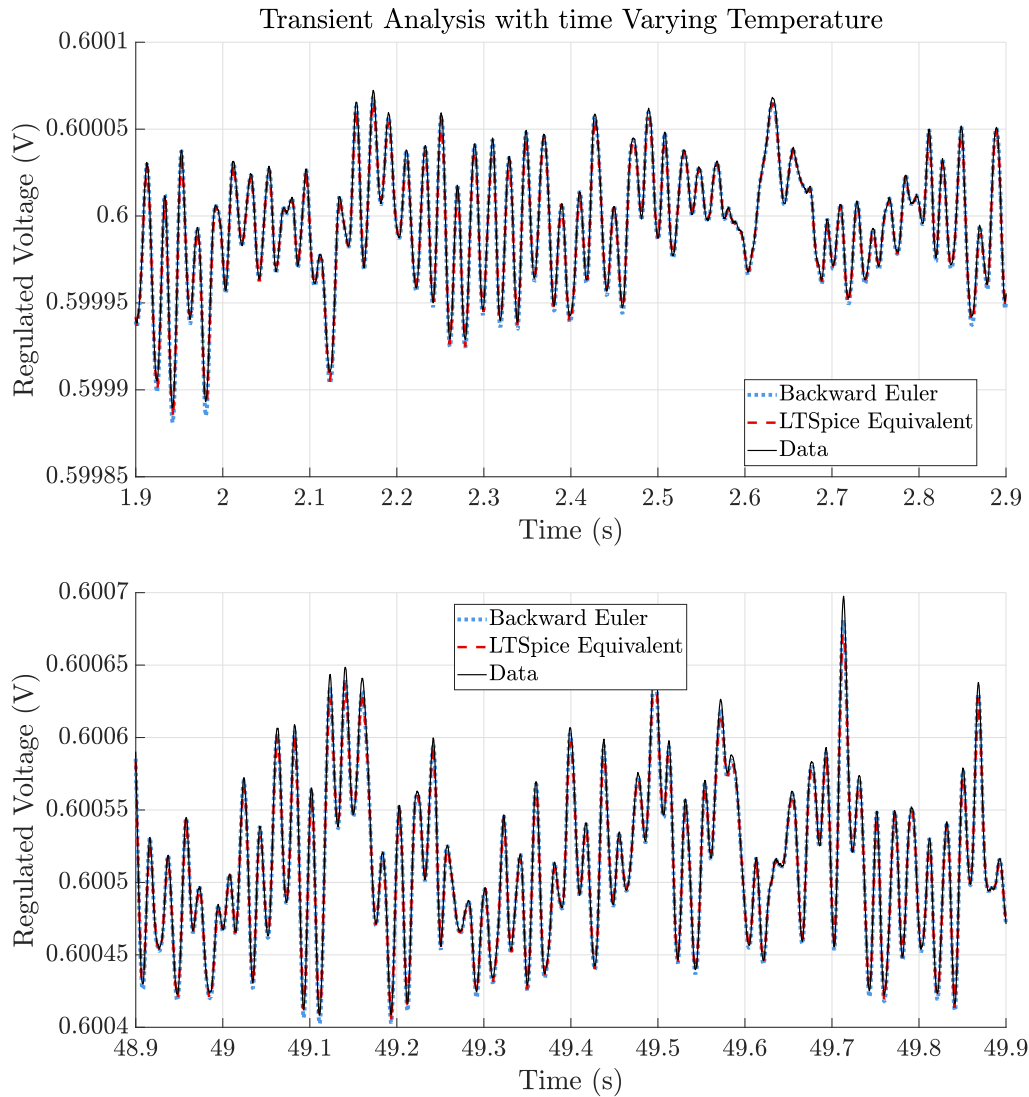 Transient Analysis with time Varying Temperature
Regulated Voltage (V)
0.6001
0.60005
0.6
0.59995
0.5999
0.59985
Backward Euler
LTSpice Equivalent
Data
1.9 2 2.1 2.2 2.3 2.4 2.5 2.6 2.7 2.8 2.9
Time (s)
Regulated Voltage (V)
0.6007
0.60065
0.6006
0.60055
0.6005
0.60045
0.6004
Backward Euler
LTSpice Equivalent
Data
48.9 49 49.1 49.2 49.3 49.4 49.5 49.6 49.7 49.8 49.9
Time (s)